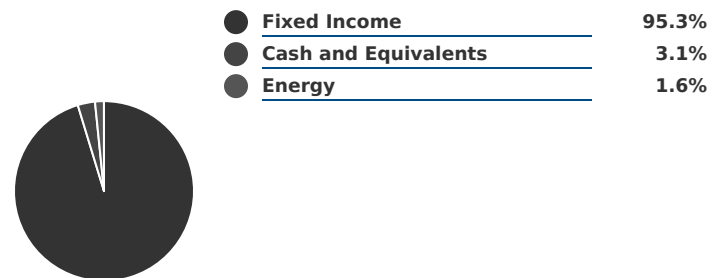 Fixed Income 95.3%
Cash and Equivalents 3.1%
Energy 1.6%